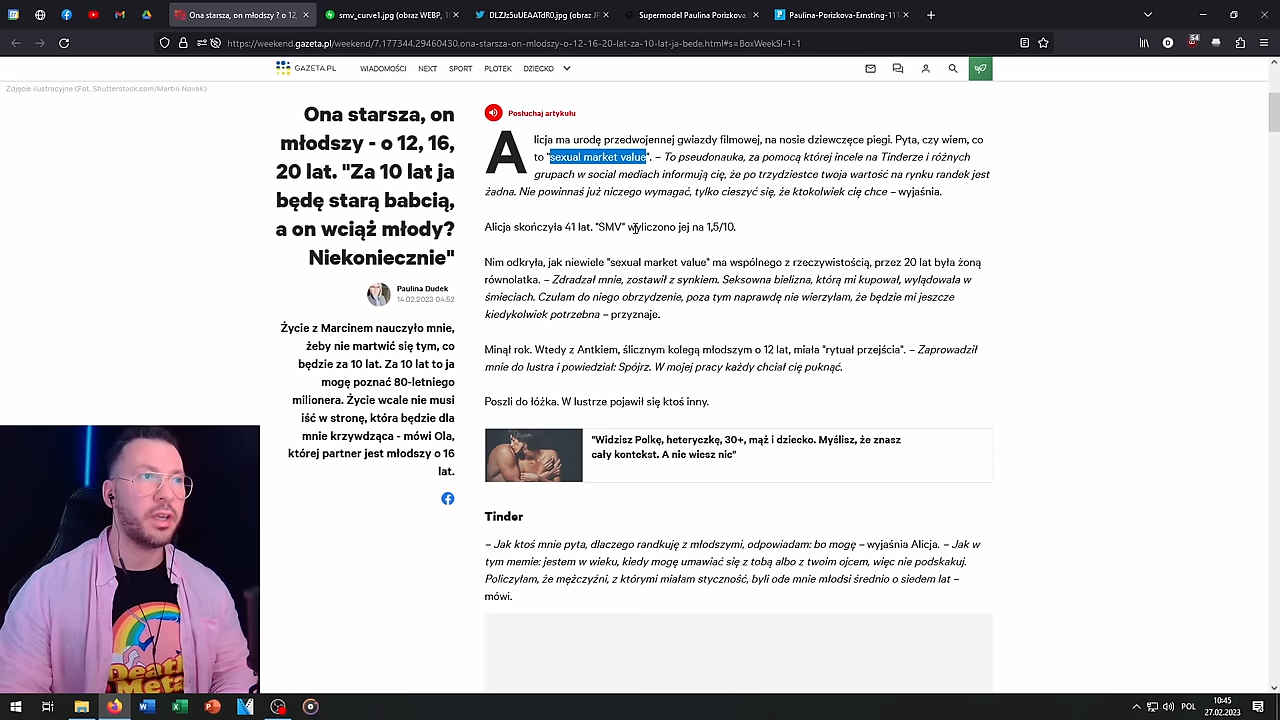 Ona starsza, on młodszy? o 12,
smv_curve1.jpg (obraz WEBP, 1
DLZJz5uUEAATdR0.jpg (obraz JP
Supermodel Paulina Porizkova
Paulina-Porizkova-Ernsting-111
https://weekend.gazeta.pl/weekend/7,177344,29460430,ona-starsza-on-mlodszy-o-12-16-20-lat-za-10-lat-ja-bede.html#s=BoxWeekSl-1-1
54
GAZETA.PL WIADOMOŚCI NEXT SPORT PLOTEK DZIECKO
Zdjęcie ilustracyjne (Fot. Shutterstock.com/Martin Novak)
Ona starsza, on
młodszy - o 12, 16,
20 lat. "Za 10 lat ja
będę starą babcią,
a on wciąż młody?
Niekoniecznie"
Paulina Dudek
14.02.2023 04:52
Życie z Marcinem nauczyło mnie,
żeby nie martwić się tym, co
będzie za 10 lat. Za 10 lat to ja
mogę poznać 80-letniego
milionera. Życie wcale nie musi
iść w stronę, która będzie dla
mnie krzywdząca - mówi Ola,
której partner jest młodszy o 16
lat.
Posłuchaj artykułu
Alicja ma urodę przedwojennej gwiazdy filmowej, na nosie dziewczęce piegi. Pyta, czy wiem, co
to "sexual market value". – To pseudonauka, za pomocą której incele na Tinderze i różnych
grupach w social mediach informują cię, że po trzydziestce twoja wartość na rynku randek jest
żadna. Nie powinnaś już niczego wymagać, tylko cieszyć się, że ktokolwiek cię chce – wyjaśnia.
Alicja skończyła 41 lat. "SMV" wyliczono jej na 1,5/10.
Nim odkryła, jak niewiele "sexual market value" ma wspólnego z rzeczywistością, przez 20 lat była żoną
równolatka. – Zdradzał mnie, zostawił z synkiem. Seksowna bielizna, którą mi kupował, wylądowała w
śmieciach. Czułam do niego obrzydzenie, poza tym naprawdę nie wierzyłam, że będzie mi jeszcze
kiedykolwiek potrzebna – przyznaje.
Minął rok. Wtedy z Antkiem, ślicznym kolegą młodszym o 12 lat, miała "rytuał przejścia". – Zaprowadził
mnie do lustra i powiedział: Spójrz. W mojej pracy każdy chciał cię puknąć.
Poszli do łóżka. W lustrze pojawił się ktoś inny.
"Widzisz Polkę, heteryczkę, 30+, mąż i dziecko. Myślisz, że znasz
cały kontekst. A nie wiesz nic"
Tinder
– Jak ktoś mnie pyta, dlaczego randkuję z młodszymi, odpowiadam: bo mogę – wyjaśnia Alicja. – Jak w
tym memie: jestem w wieku, kiedy mogę umawiać się z tobą albo z twoim ojcem, więc nie podskakuj.
Policzyłam, że mężczyźni, z którymi miałam styczność, byli ode mnie młodsi średnio o siedem lat –
mówi.
Death
Metal
POL
10:45
27.02.2023